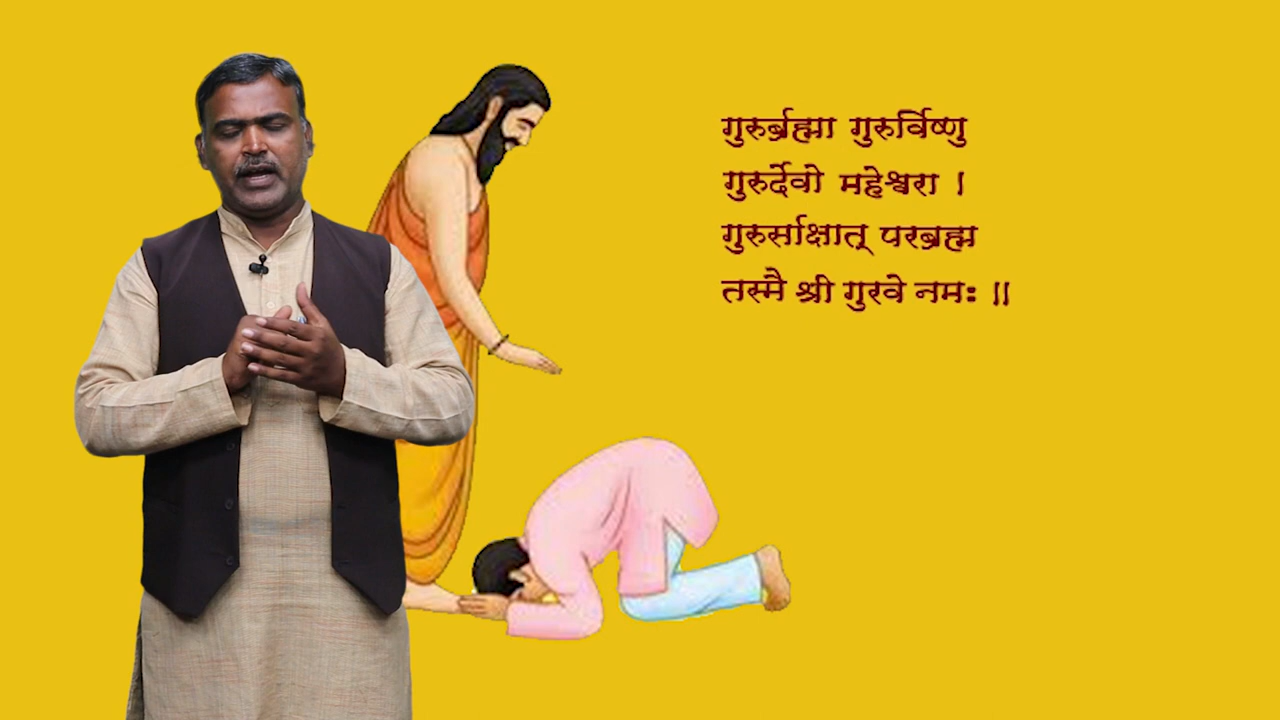 गुरुर्ब्रह्मा गुरुर्विष्णु
गुरुर्देवो महेश्वरा ।
गुरुर्साक्षात् परब्रह्म
तस्मै श्री गुरवे नमः ॥